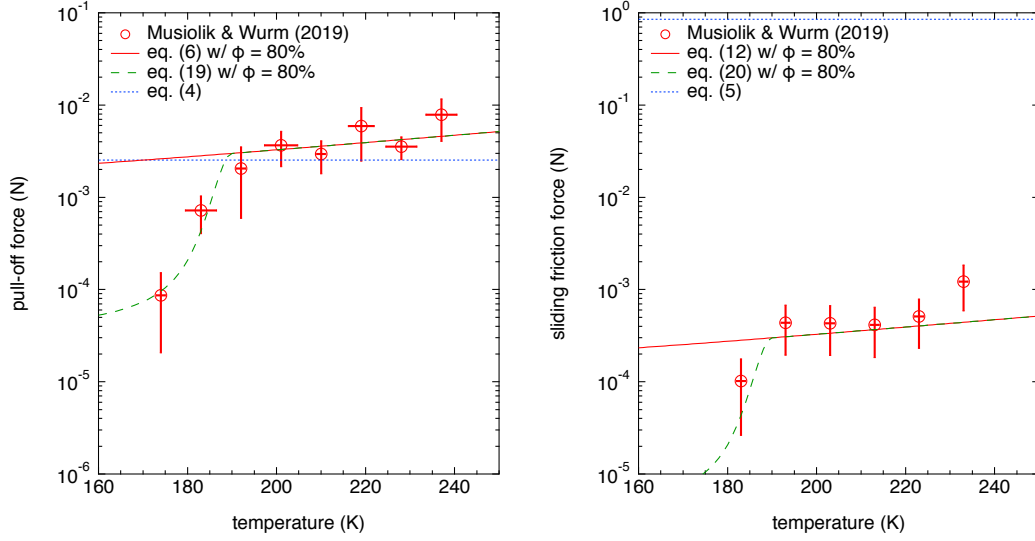 10^-1
10^-2
10^-3
10^-4
10^-5
10^-6
pull-off force (N)
Musiolik & Wurm (2019)
eq. (6) w/ ϕ = 80%
eq. (19) w/ ϕ = 80%
eq. (4)
160 180 200 220 240
temperature (K)
10^0
10^-1
10^-2
10^-3
10^-4
10^-5
sliding friction force (N)
Musiolik & Wurm (2019)
eq. (12) w/ ϕ = 80%
eq. (20) w/ ϕ = 80%
eq. (5)
160 180 200 220 240
temperature (K)